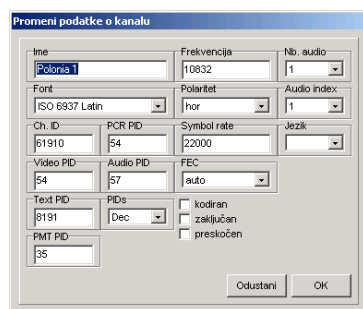 Promeni podatke o kanalu
Ime Frekvencija Nb. audio
Polonia 1 10832 1
Font Polaritet Audio index
ISO 6937 Latin hor 1
Ch. ID PCR PID Symbol rate Jezik
61910 54 22000
Video PID Audio PID FEC
54 57 auto
Text PID PIDs kodiran
8191 Dec zaključan
preskočen
PMT PID
35
Odustani OK